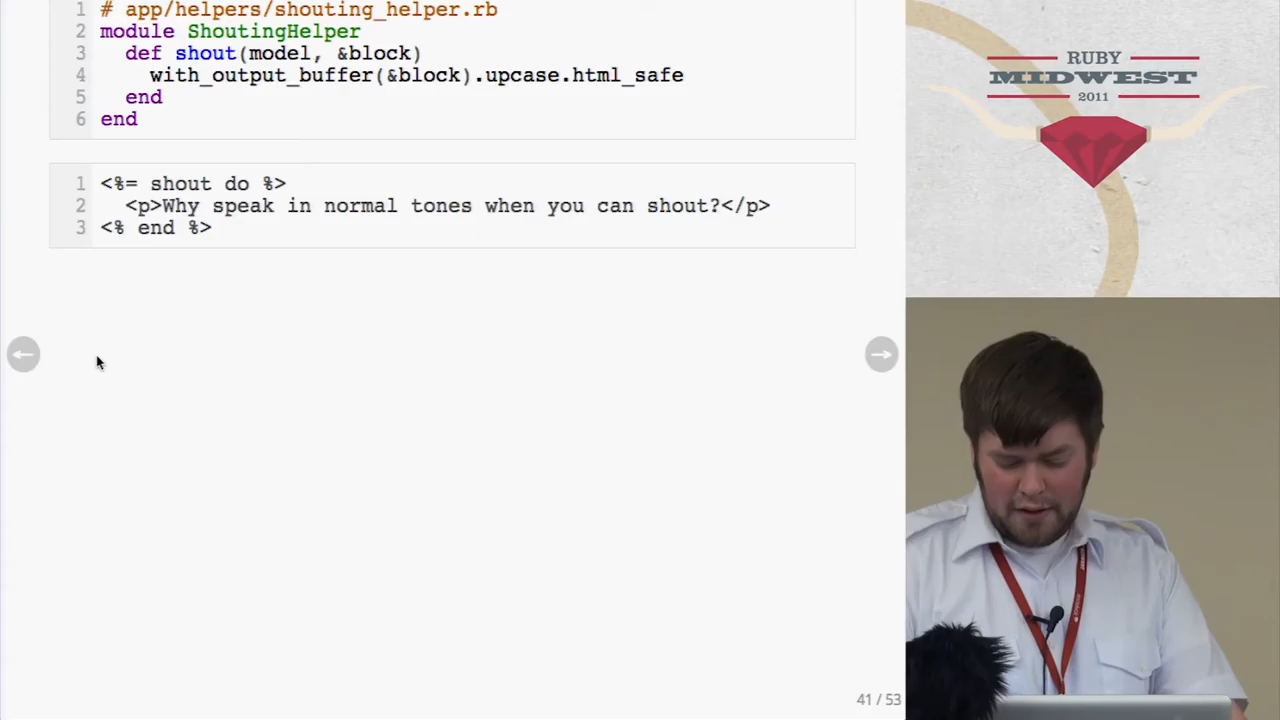 1 # app/helpers/shouting_helper.rb
2 module ShoutingHelper
3 def shout(model, &block)
4 with_output_buffer(&block).upcase.html_safe
5 end
6 end
1 <%= shout do %>
2 <p>Why speak in normal tones when you can shout?</p>
3 <% end %>
41 / 53
RUBY
MIDWEST
2011